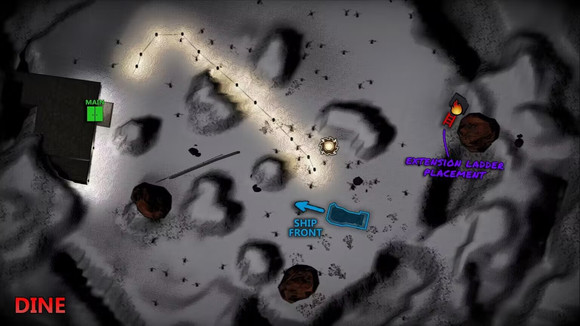 MAIN
EXTENSION LADDER
PLACEMENT
SHIP
FRONT
DINE